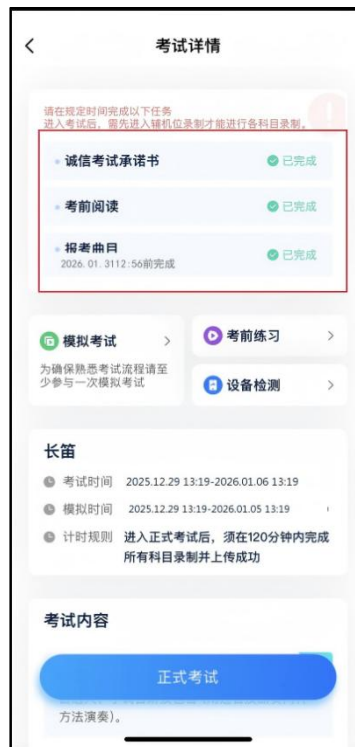 考试详情
请在规定时间完成以下任务
进入考试后，需先进入辅机位录制才能进行各科目录制。
诚信考试承诺书 已完成
考前阅读 已完成
报考曲目 已完成
2026.01.3112:56前完成
模拟考试
为确保熟悉考试流程请至
少参与一次模拟考试
考前练习
设备检测
长笛
考试时间 2025.12.29 13:19-2026.01.06 13:19
模拟时间 2025.12.29 13:19-2026.01.05 13:19
计时规则 进入正式考试后，须在120分钟内完成
所有科目录制并上传成功
考试内容
正式考试
方法演奏）。